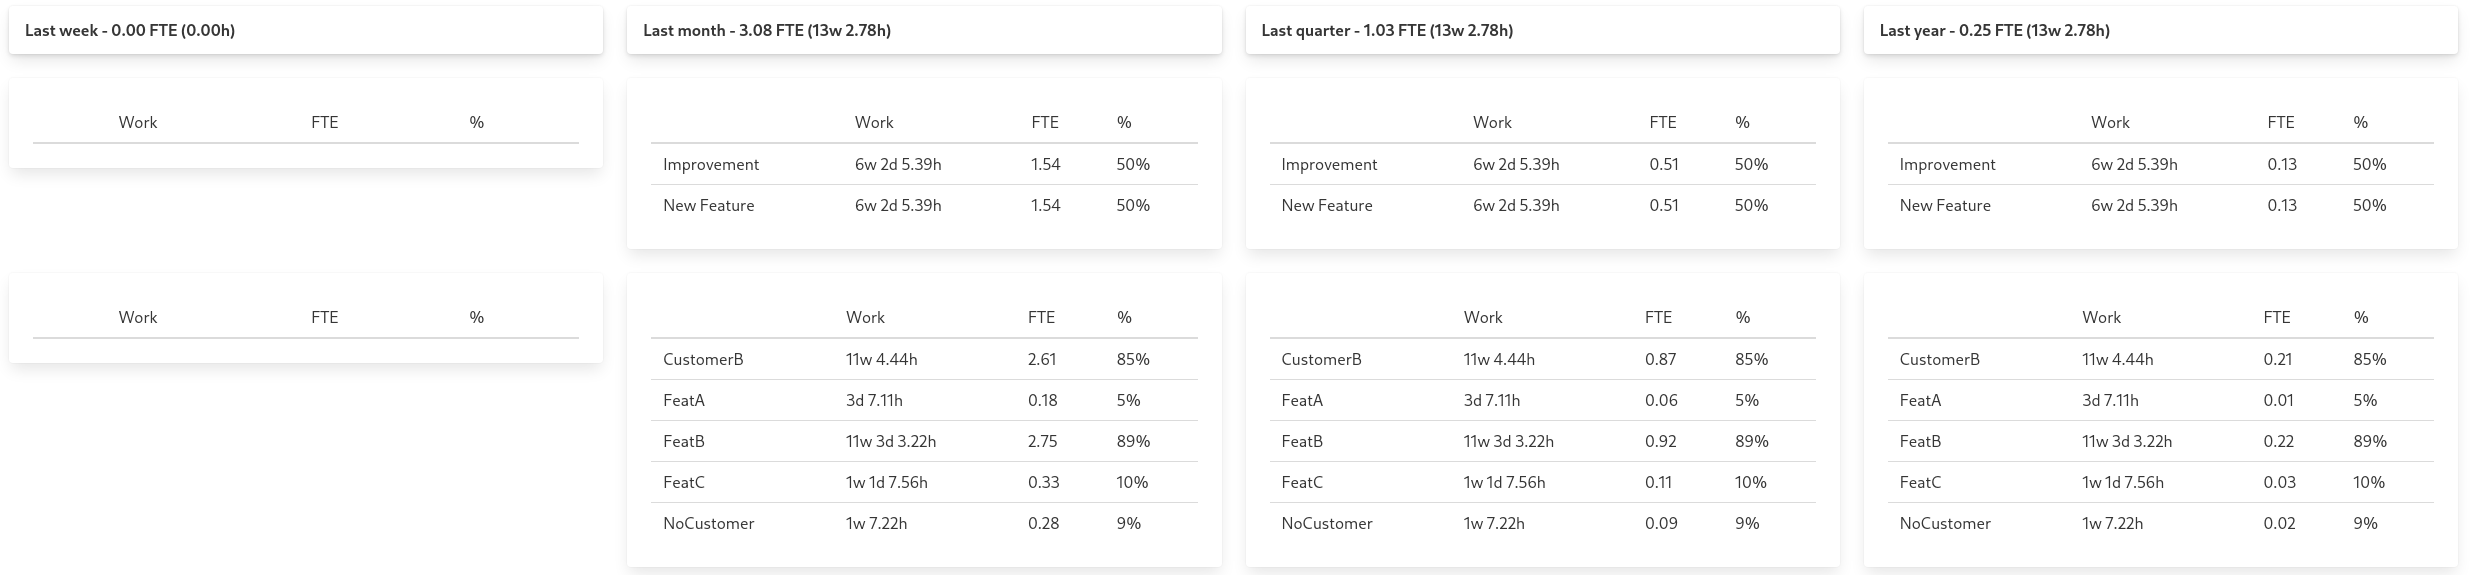 Last week - 0.00 FTE (0.00h)
Work FTE %
Work FTE %
Last month - 3.08 FTE (13w 2.78h)
Work FTE %
Improvement 6w 2d 5.39h 1.54 50%
New Feature 6w 2d 5.39h 1.54 50%
Work FTE %
CustomerB 11w 4.44h 2.61 85%
FeatA 3d 7.11h 0.18 5%
FeatB 11w 3d 3.22h 2.75 89%
FeatC 1w 1d 7.56h 0.33 10%
NoCustomer 1w 7.22h 0.28 9%
Last quarter - 1.03 FTE (13w 2.78h)
Work FTE %
Improvement 6w 2d 5.39h 0.51 50%
New Feature 6w 2d 5.39h 0.51 50%
Work FTE %
CustomerB 11w 4.44h 0.87 85%
FeatA 3d 7.11h 0.06 5%
FeatB 11w 3d 3.22h 0.92 89%
FeatC 1w 1d 7.56h 0.11 10%
NoCustomer 1w 7.22h 0.09 9%
Last year - 0.25 FTE (13w 2.78h)
Work FTE %
Improvement 6w 2d 5.39h 0.13 50%
New Feature 6w 2d 5.39h 0.13 50%
Work FTE %
CustomerB 11w 4.44h 0.21 85%
FeatA 3d 7.11h 0.01 5%
FeatB 11w 3d 3.22h 0.22 89%
FeatC 1w 1d 7.56h 0.03 10%
NoCustomer 1w 7.22h 0.02 9%